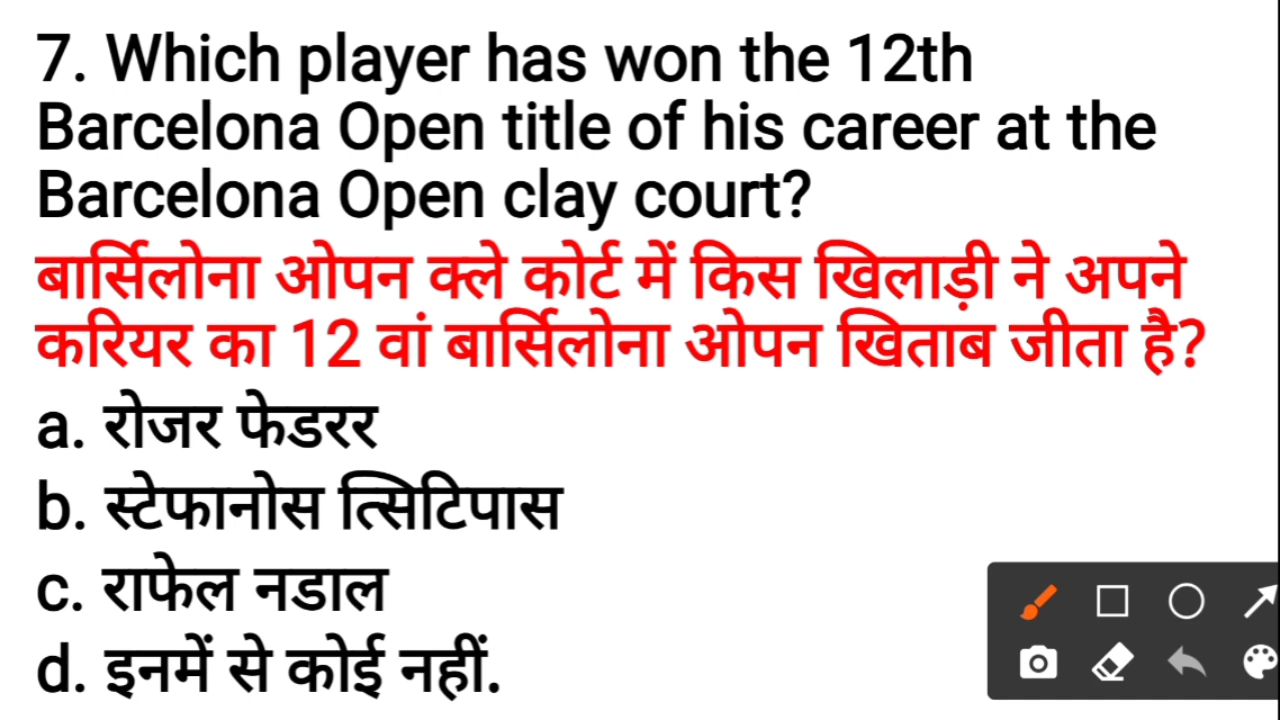 7. Which player has won the 12th
Barcelona Open title of his career at the
Barcelona Open clay court?
बार्सिलोना ओपन क्ले कोर्ट में किस खिलाड़ी ने अपने
करियर का 12 वां बार्सिलोना ओपन खिताब जीता है?
a. रोजर फेडरर
b. स्टेफानोस त्सिटिपास
c. राफेल नडाल
d. इनमें से कोई नहीं.